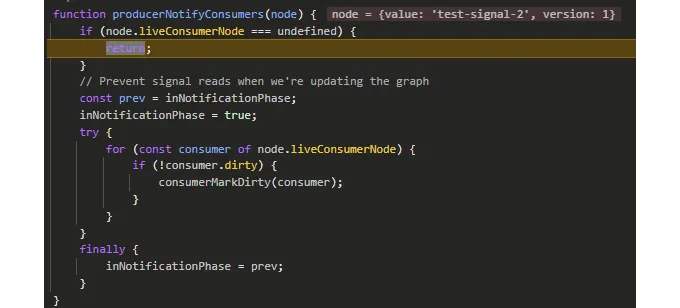 function producerNotifyConsumers(node) { node = {value: 'test-signal-2', version: 1}
if (node.liveConsumerNode === undefined) {
return;
}
// Prevent signal reads when we're updating the graph
const prev = inNotificationPhase;
inNotificationPhase = true;
try {
for (const consumer of node.liveConsumerNode) {
if (!consumer.dirty) {
consumerMarkDirty(consumer);
}
}
}
finally {
inNotificationPhase = prev;
}
}